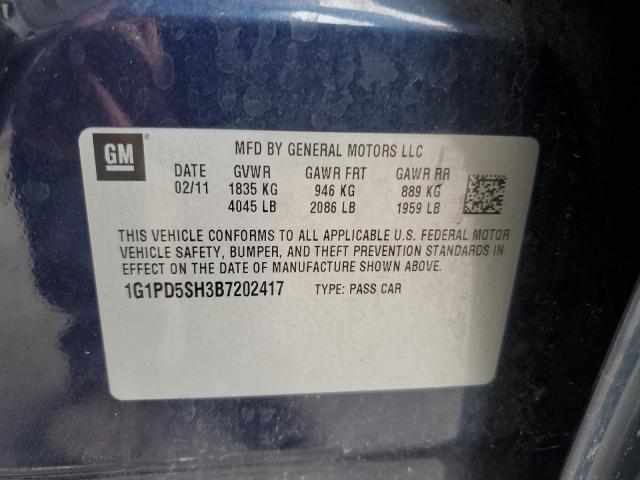 GM
MFD BY GENERAL MOTORS LLC
DATE GVWR GAWR FRT GAWR RR
02/11 1835 KG 946 KG 889 KG
4045 LB 2086 LB 1959 LB
THIS VEHICLE CONFORMS TO ALL APPLICABLE U.S. FEDERAL MOTOR
VEHICLE SAFETY, BUMPER, AND THEFT PREVENTION STANDARDS IN
EFFECT ON THE DATE OF MANUFACTURE SHOWN ABOVE.
1G1PD5SH3B7202417 TYPE: PASS CAR